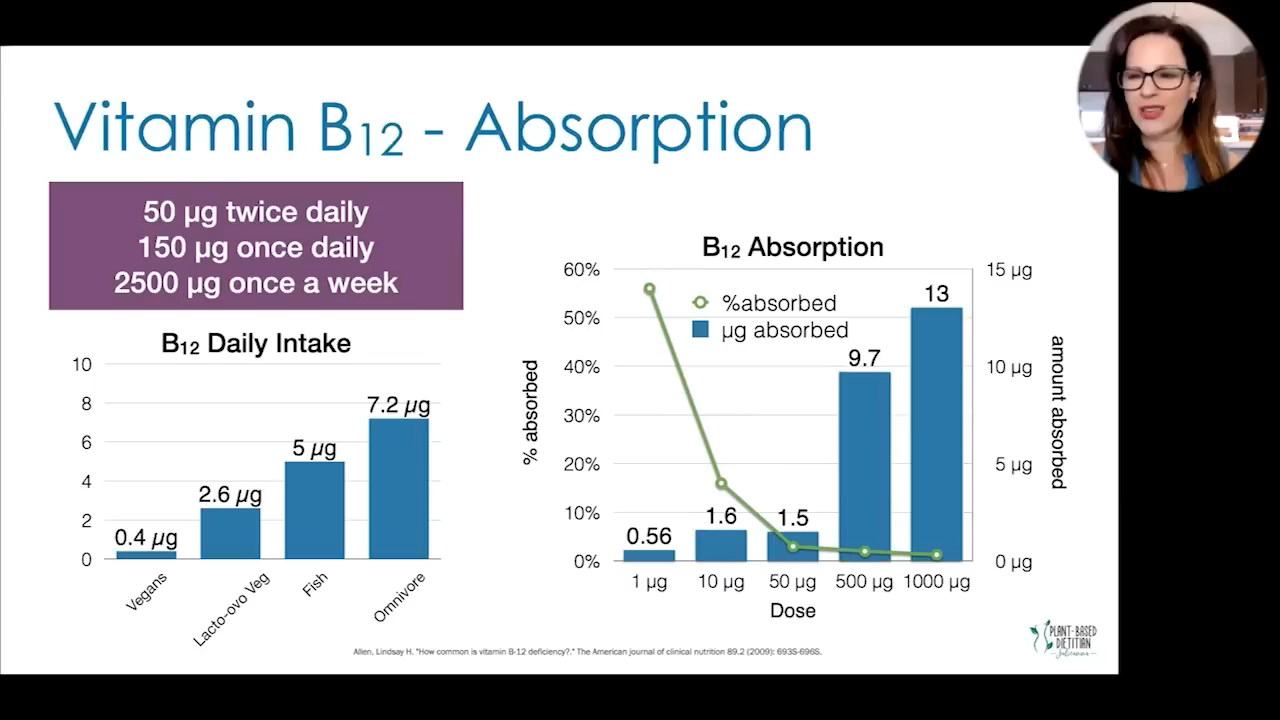 Vitamin B12 - Absorption
50 µg twice daily
150 µg once daily
2500 µg once a week
B12 Daily Intake
10
8
6
4
2
0
0.4 µg
2.6 µg
5 µg
7.2 µg
Vegans
Lacto-ovo Veg
Fish
Omnivore
B12 Absorption
60%
50%
40%
30%
20%
10%
0%
% absorbed
%absorbed
µg absorbed
0.56
1.6
1.5
9.7
13
15 µg
10 µg
5 µg
0 µg
amount absorbed
1 µg
10 µg
50 µg
500 µg
1000 µg
Dose
Allen, Lindsay H. "How common is vitamin B-12 deficiency?." The American journal of clinical nutrition 89.2 (2009): 693S-696S.
PLANT-BASED
DIETITIAN